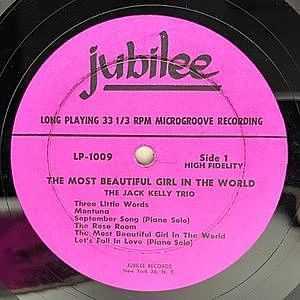 jubilee
LONG PLAYING 33 1/3 RPM MICROGROOVE RECORDING
LP-1009
Side 1
HIGH FIDELITY
THE MOST BEAUTIFUL GIRL IN THE WORLD
THE JACK KELLY TRIO
Three Little Words
Montuna
September Song (Piano Solo)
The Rose Room
The Most Beautiful Girl In The World
Let's Fall In Love (Piano Solo)
JUBILEE RECORDS
New York 36, N. Y.